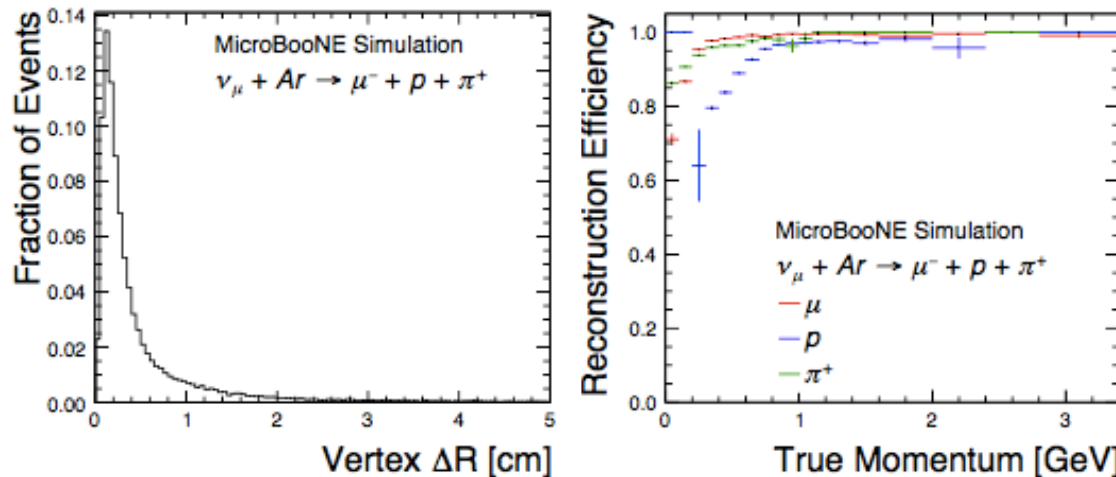 Fraction of Events
0.14
0.12
0.10
0.08
0.06
0.04
0.02
0.00
MicroBooNE Simulation
νμ + Ar → μ⁻ + p + π⁺
0 1 2 3 4 5
Vertex ΔR [cm]
Reconstruction Efficiency
1.0
0.8
0.6
0.4
0.2
0.0
MicroBooNE Simulation
νμ + Ar → μ⁻ + p + π⁺
μ
p
π⁺
0 1 2 3
True Momentum [GeV]